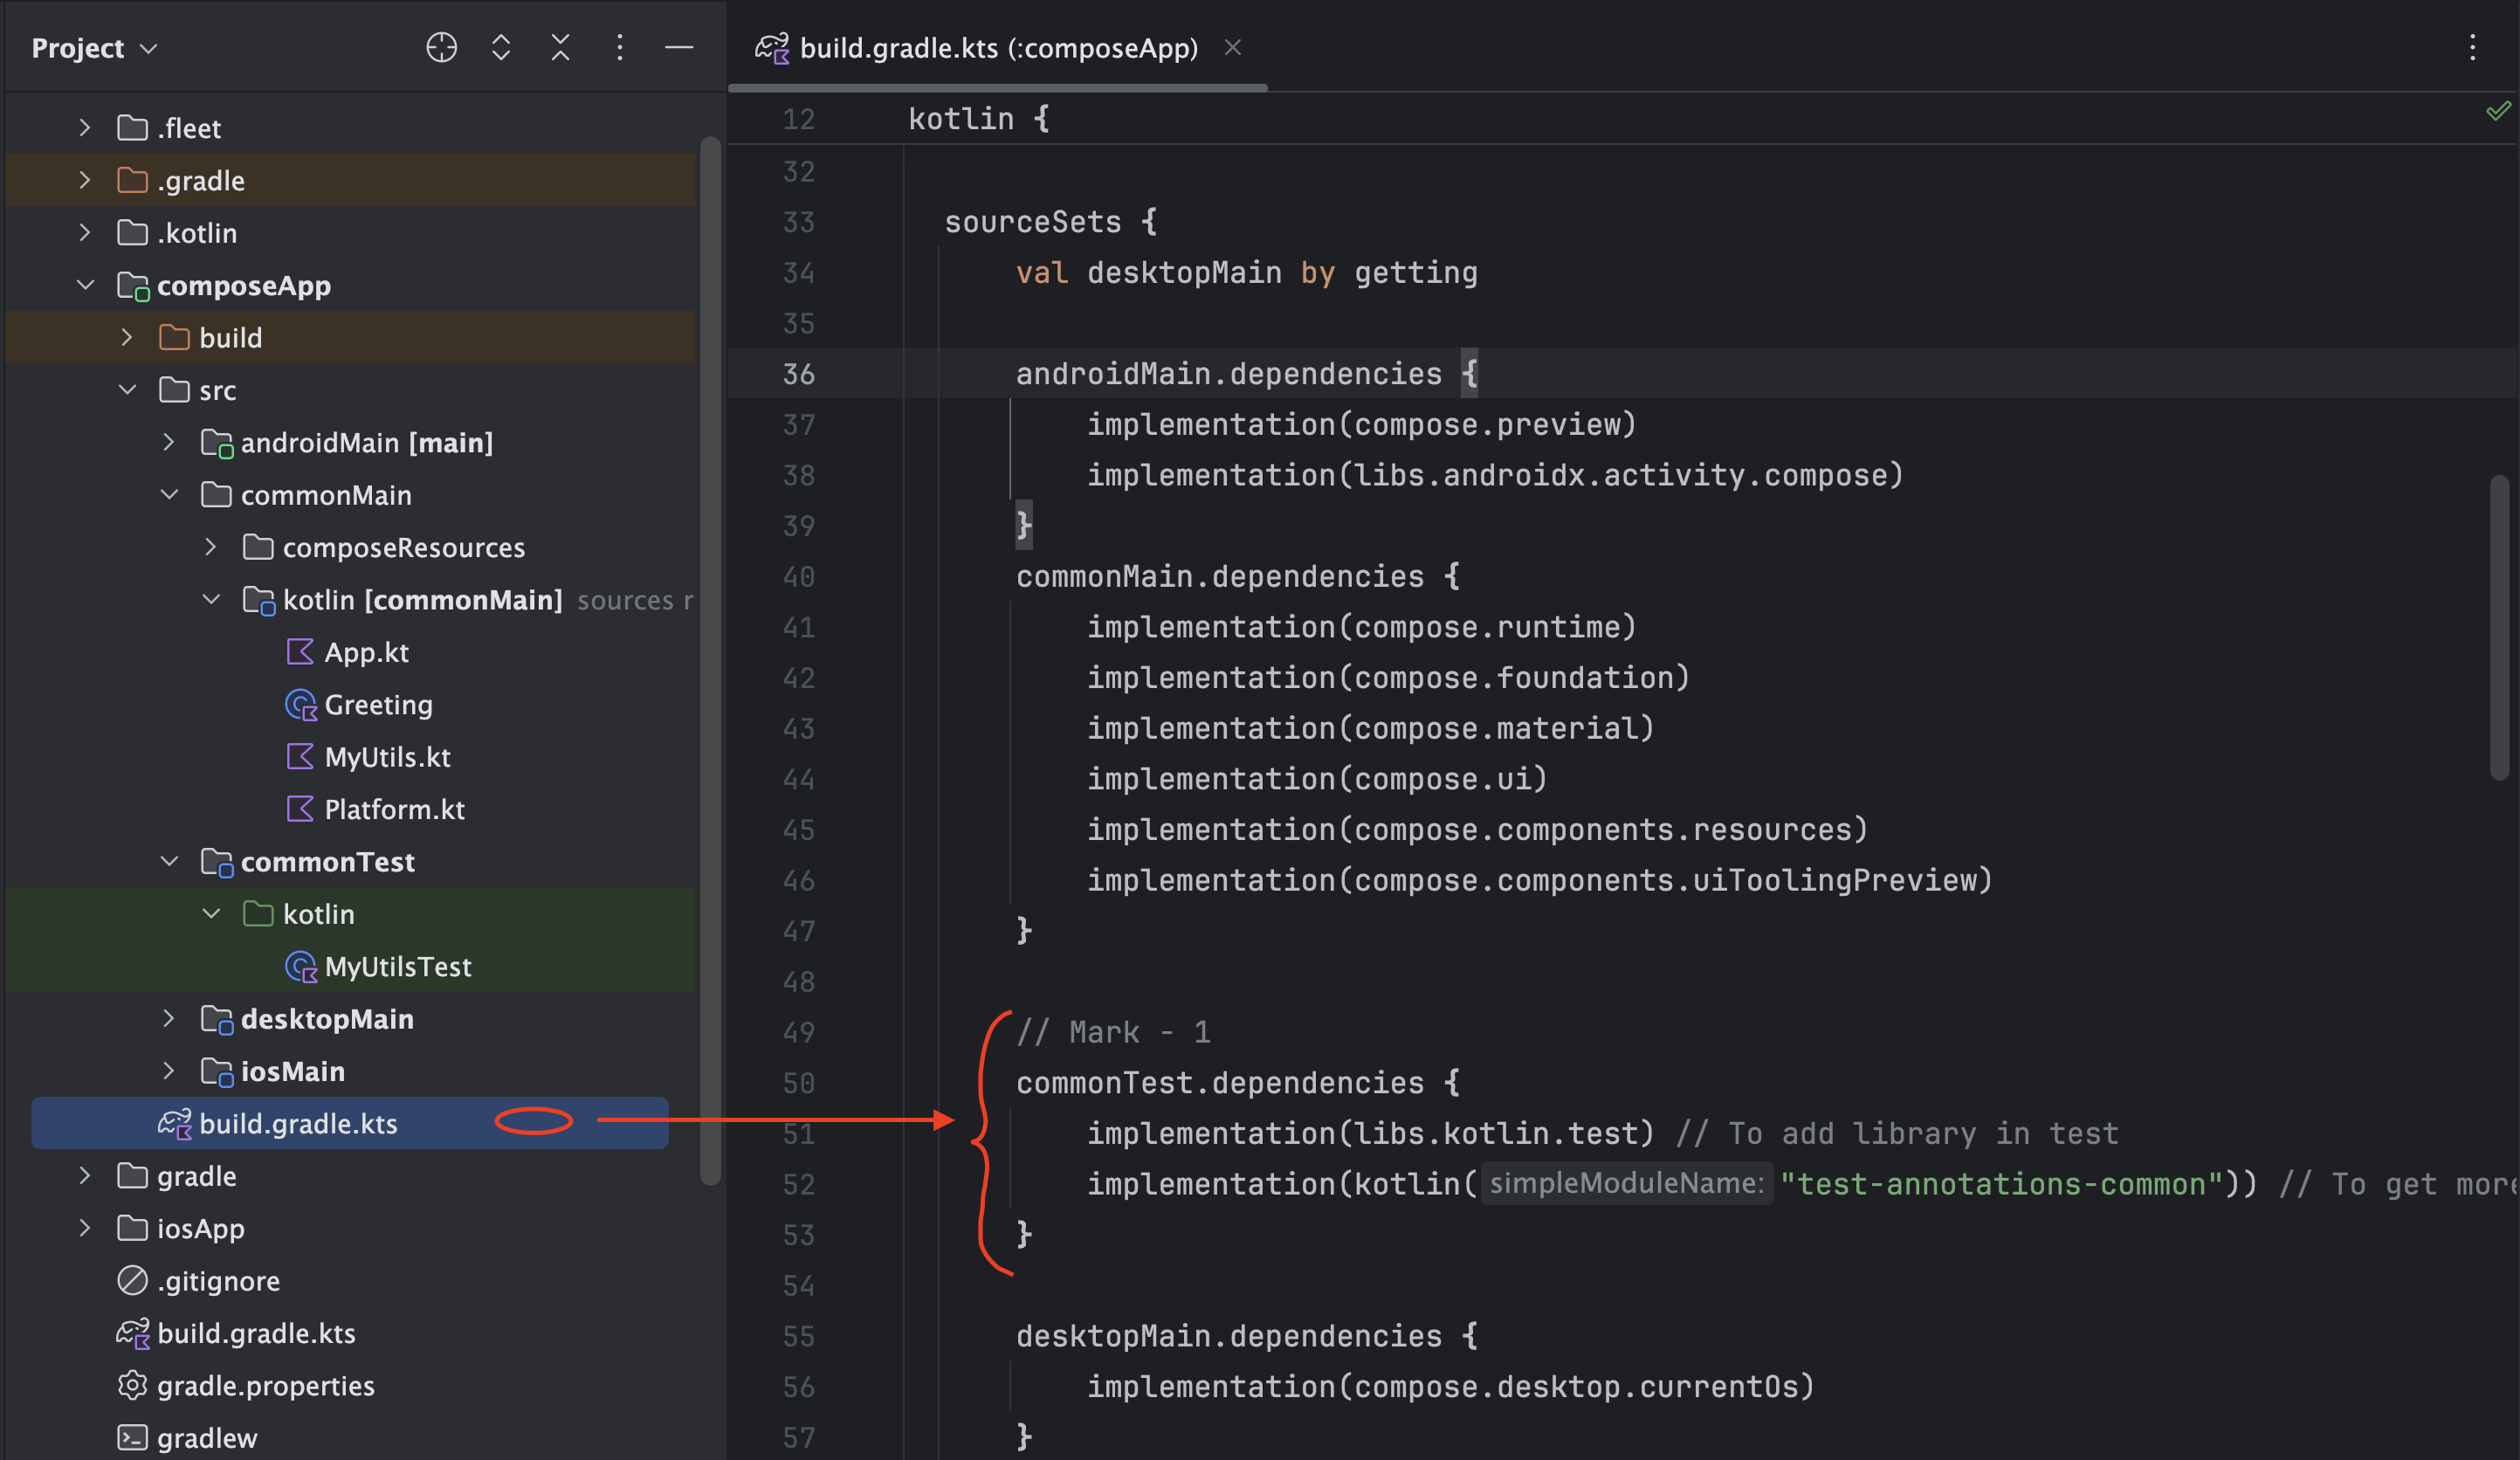 Project
.fleet
.gradle
.kotlin
composeApp
build
src
androidMain [main]
commonMain
composeResources
kotlin [commonMain] sources r
App.kt
Greeting
MyUtils.kt
Platform.kt
commonTest
kotlin
MyUtilsTest
desktopMain
iosMain
build.gradle.kts
gradle
iosApp
.gitignore
build.gradle.kts
gradle.properties
gradlew
build.gradle.kts (:composeApp)
12 kotlin {
32
33 sourceSets {
34 val desktopMain by getting
35
36 androidMain.dependencies {
37 implementation(compose.preview)
38 implementation(libs.androidx.activity.compose)
39 }
40 commonMain.dependencies {
41 implementation(compose.runtime)
42 implementation(compose.foundation)
43 implementation(compose.material)
44 implementation(compose.ui)
45 implementation(compose.components.resources)
46 implementation(compose.components.uiToolingPreview)
47 }
48
49 // Mark - 1
50 commonTest.dependencies {
51 implementation(libs.kotlin.test) // To add library in test
52 implementation(kotlin( simpleModuleName: "test-annotations-common")) // To get more
53 }
54
55 desktopMain.dependencies {
56 implementation(compose.desktop.currentOs)
57 }